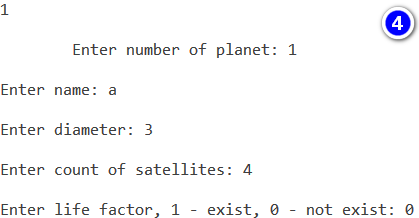 1
4
Enter number of planet: 1
Enter name: a
Enter diameter: 3
Enter count of satellites: 4
Enter life factor, 1 - exist, 0 - not exist: 0